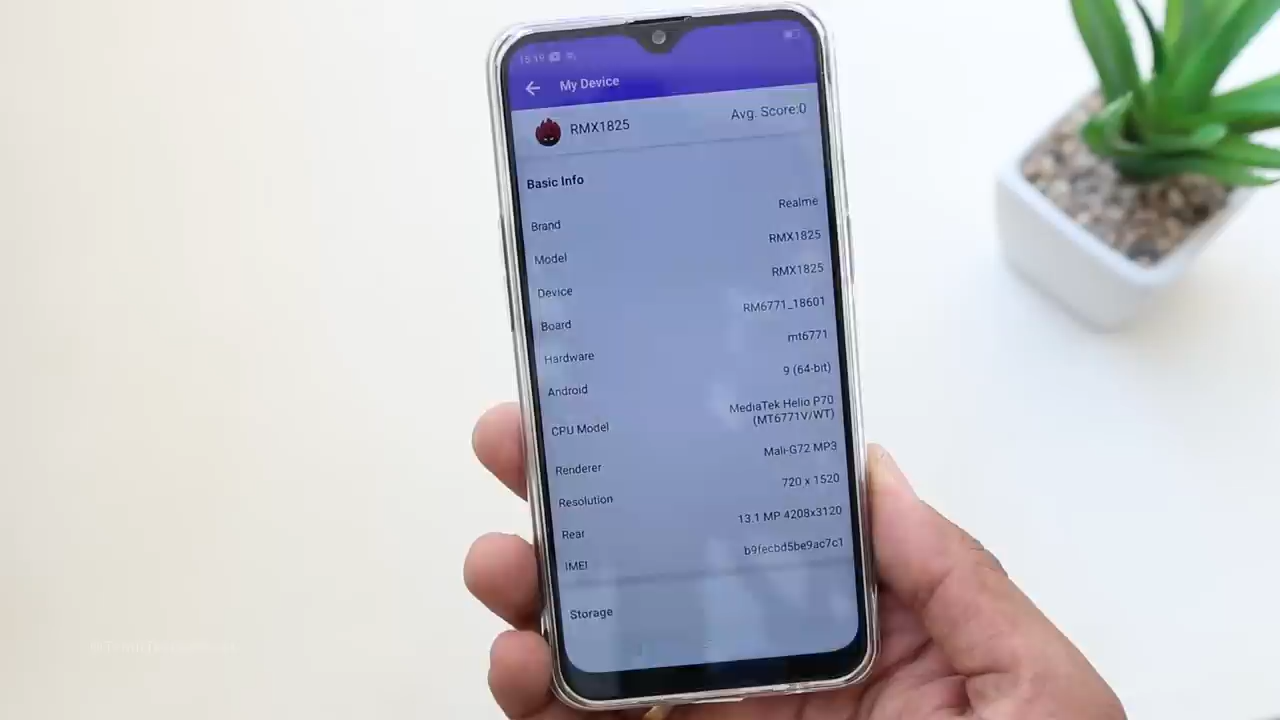 15:19
My Device
RMX1825 Avg. Score:0
Basic Info
Brand Realme
Model RMX1825
Device RMX1825
Board RM6771_18601
Hardware mt6771
Android 9 (64-bit)
CPU Model MediaTek Helio P70
(MT6771V/WT)
Renderer Mali-G72 MP3
Resolution 720 x 1520
Rear 13.1 MP 4208x3120
IMEI b9fecbd5be9ac7c1
Storage